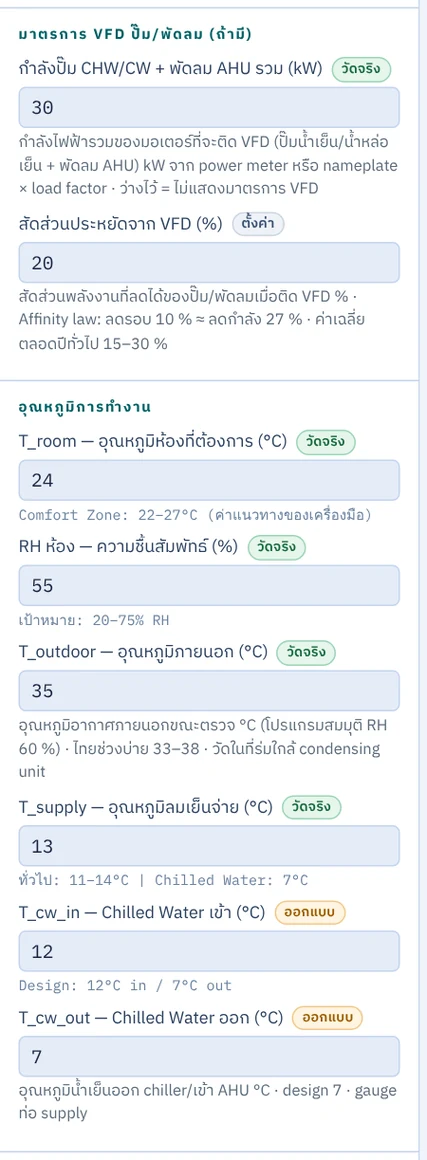 มาตรการ VFD ปั๊ม/พัดลม (ถ้ามี)
กำลังปั๊ม CHW/CW + พัดลม AHU รวม (kW) วัดจริง
30
กำลังไฟฟ้ารวมของมอเตอร์ที่จะติด VFD (ปั๊มน้ำเย็น/น้ำหล่อ
เย็น + พัดลม AHU) kW จาก power meter หรือ nameplate
× load factor · ว่างไว้ = ไม่แสดงมาตรการ VFD
สัดส่วนประหยัดจาก VFD (%) ตั้งค่า
20
สัดส่วนพลังงานที่ลดได้ของปั๊ม/พัดลมเมื่อติด VFD % ·
Affinity law: ลดรอบ 10 % ≈ ลดกำลัง 27 % · ค่าเฉลี่ย
ตลอดปีทั่วไป 15–30 %
อุณหภูมิการทำงาน
T_room — อุณหภูมิห้องที่ต้องการ (°C) วัดจริง
24
Comfort Zone: 22–27°C (ค่าแนวทางของเครื่องมือ)
RH ห้อง — ความชื้นสัมพัทธ์ (%) วัดจริง
55
เป้าหมาย: 20–75% RH
T_outdoor — อุณหภูมิภายนอก (°C) วัดจริง
35
อุณหภูมิอากาศภายนอกขณะตรวจ °C (โปรแกรมสมมุติ RH
60 %) · ไทยช่วงบ่าย 33–38 · วัดในที่ร่มใกล้ condensing
unit
T_supply — อุณหภูมิลมเย็นจ่าย (°C) วัดจริง
13
ทั่วไป: 11–14°C | Chilled Water: 7°C
T_cw_in — Chilled Water เข้า (°C) ออกแบบ
12
Design: 12°C in / 7°C out
T_cw_out — Chilled Water ออก (°C) ออกแบบ
7
อุณหภูมิน้ำเย็นออก chiller/เข้า AHU °C · design 7 · gauge
ท่อ supply